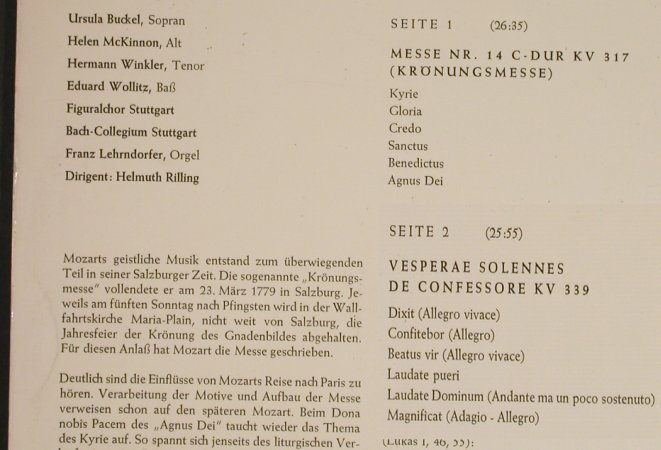 Ursula Buckel, Sopran
Helen McKinnon, Alt
Hermann Winkler, Tenor
Eduard Wollitz, Baß
Figuralchor Stuttgart
Bach-Collegium Stuttgart
Franz Lehrndorfer, Orgel
Dirigent: Helmuth Rilling
Mozarts geistliche Musik entstand zum überwiegenden
Teil in seiner Salzburger Zeit. Die sogenannte „Krönungs-
messe" vollendete er am 23. März 1779 in Salzburg. Je-
weils am fünften Sonntag nach Pfingsten wird in der Wall-
fahrtskirche Maria-Plain, nicht weit von Salzburg, die
Jahresfeier der Krönung des Gnadenbildes abgehalten.
Für diesen Anlaß hat Mozart die Messe geschrieben.
Deutlich sind die Einflüsse von Mozarts Reise nach Paris zu
hören. Verarbeitung der Motive und Aufbau der Messe
verweisen schon auf den späteren Mozart. Beim Dona
nobis Pacem des „Agnus Dei" taucht wieder das Thema
des Kyrie auf. So spannt sich jenseits des liturgischen Ver-
SEITE 1 (26:35)
MESSE NR. 14 C-DUR KV 317
(KRÖNUNGSMESSE)
Kyrie
Gloria
Credo
Sanctus
Benedictus
Agnus Dei
SEITE 2 (25:55)
VESPERAE SOLENNES
DE CONFESSORE KV 339
Dixit (Allegro vivace)
Confitebor (Allegro)
Beatus vir (Allegro vivace)
Laudate pueri
Laudate Dominum (Andante ma un poco sostenuto)
Magnificat (Adagio - Allegro)
(Lukas 1, 46, 55):